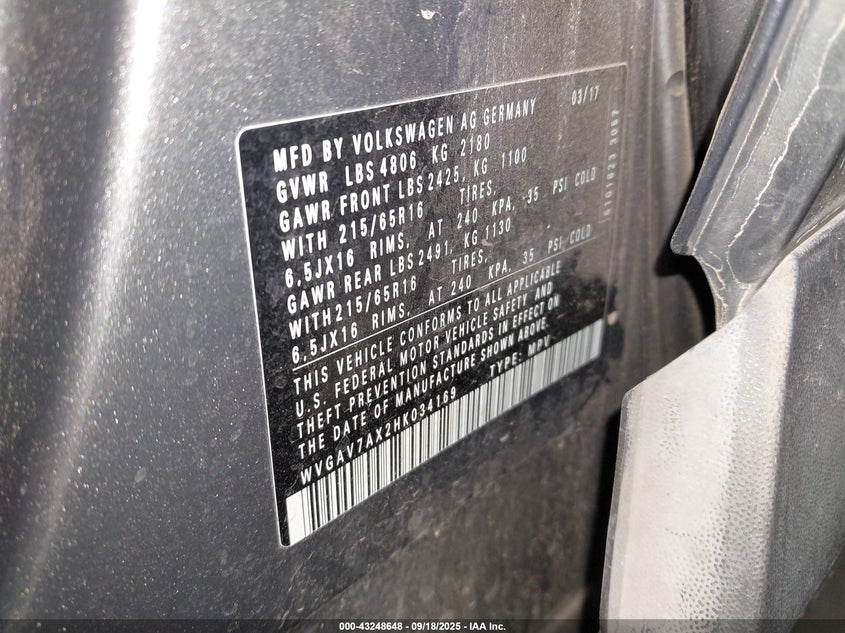 MFD BY VOLKSWAGEN AG GERMANY 03/17
GVWR LBS 4806, KG 2180
GAWR FRONT LBS 2425, KG 1100
WITH 215/65R16 TIRES,
6,5JX16 RIMS, AT 240 KPA, 35 PSI COLD
GAWR REAR LBS 2491, KG 1130
WITH 215/65R16 TIRES,
6,5JX16 RIMS, AT 240 KPA, 35 PSI COLD
THIS VEHICLE CONFORMS TO ALL APPLICABLE
U.S. FEDERAL MOTOR VEHICLE SAFETY AND
THEFT PREVENTION STANDARDS IN EFFECT ON
THE DATE OF MANUFACTURE SHOWN ABOVE
WVGAV7AX2HK034169 TYPE: MPV
000-43248648 - 09/18/2025 - IAA Inc.